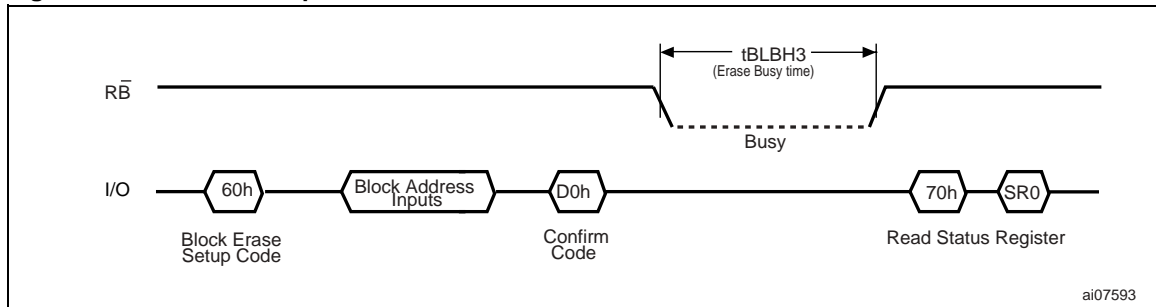 tBLBH3
(Erase Busy time)
RB̅
Busy
I/O
60h
Block Address
Inputs
D0h
70h
SR0
Block Erase
Setup Code
Confirm
Code
Read Status Register
ai07593